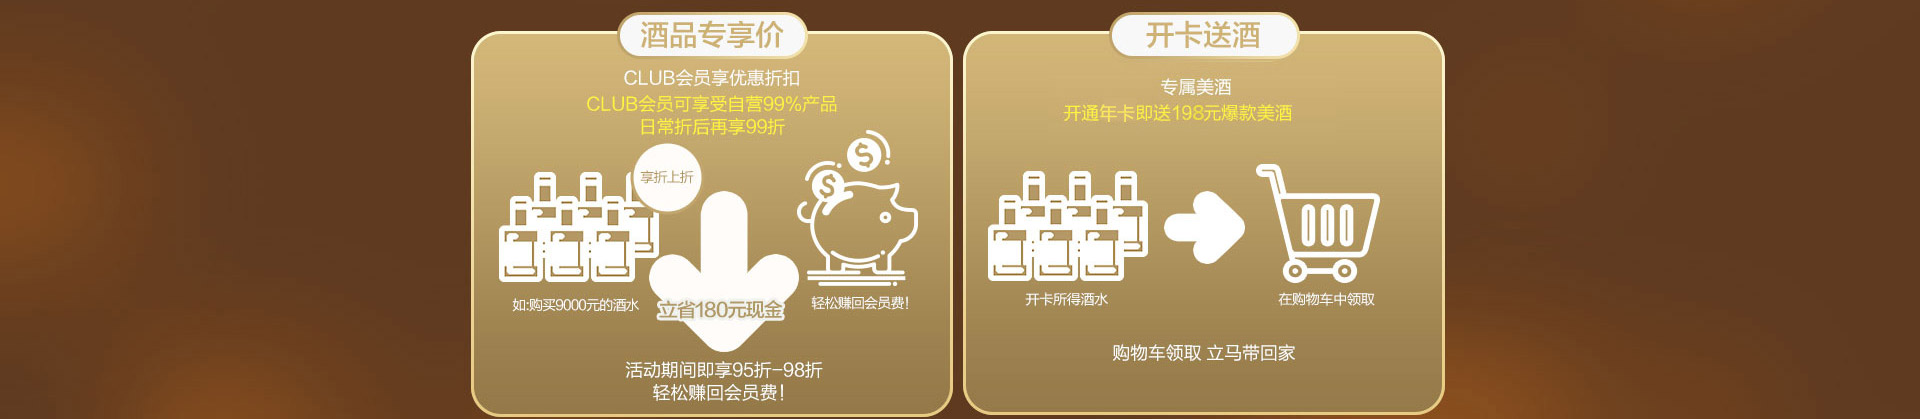 酒品专享价
CLUB会员享优惠折扣
CLUB会员可享受自营99%产品
日常折后再享99折
享折上折
如:购买9000元的酒水
立省180元现金
轻松赚回会员费!
活动期间即享95折-98折
轻松赚回会员费!
开卡送酒
专属美酒
开通年卡即送198元爆款美酒
开卡所得酒水
在购物车中领取
购物车领取 立马带回家